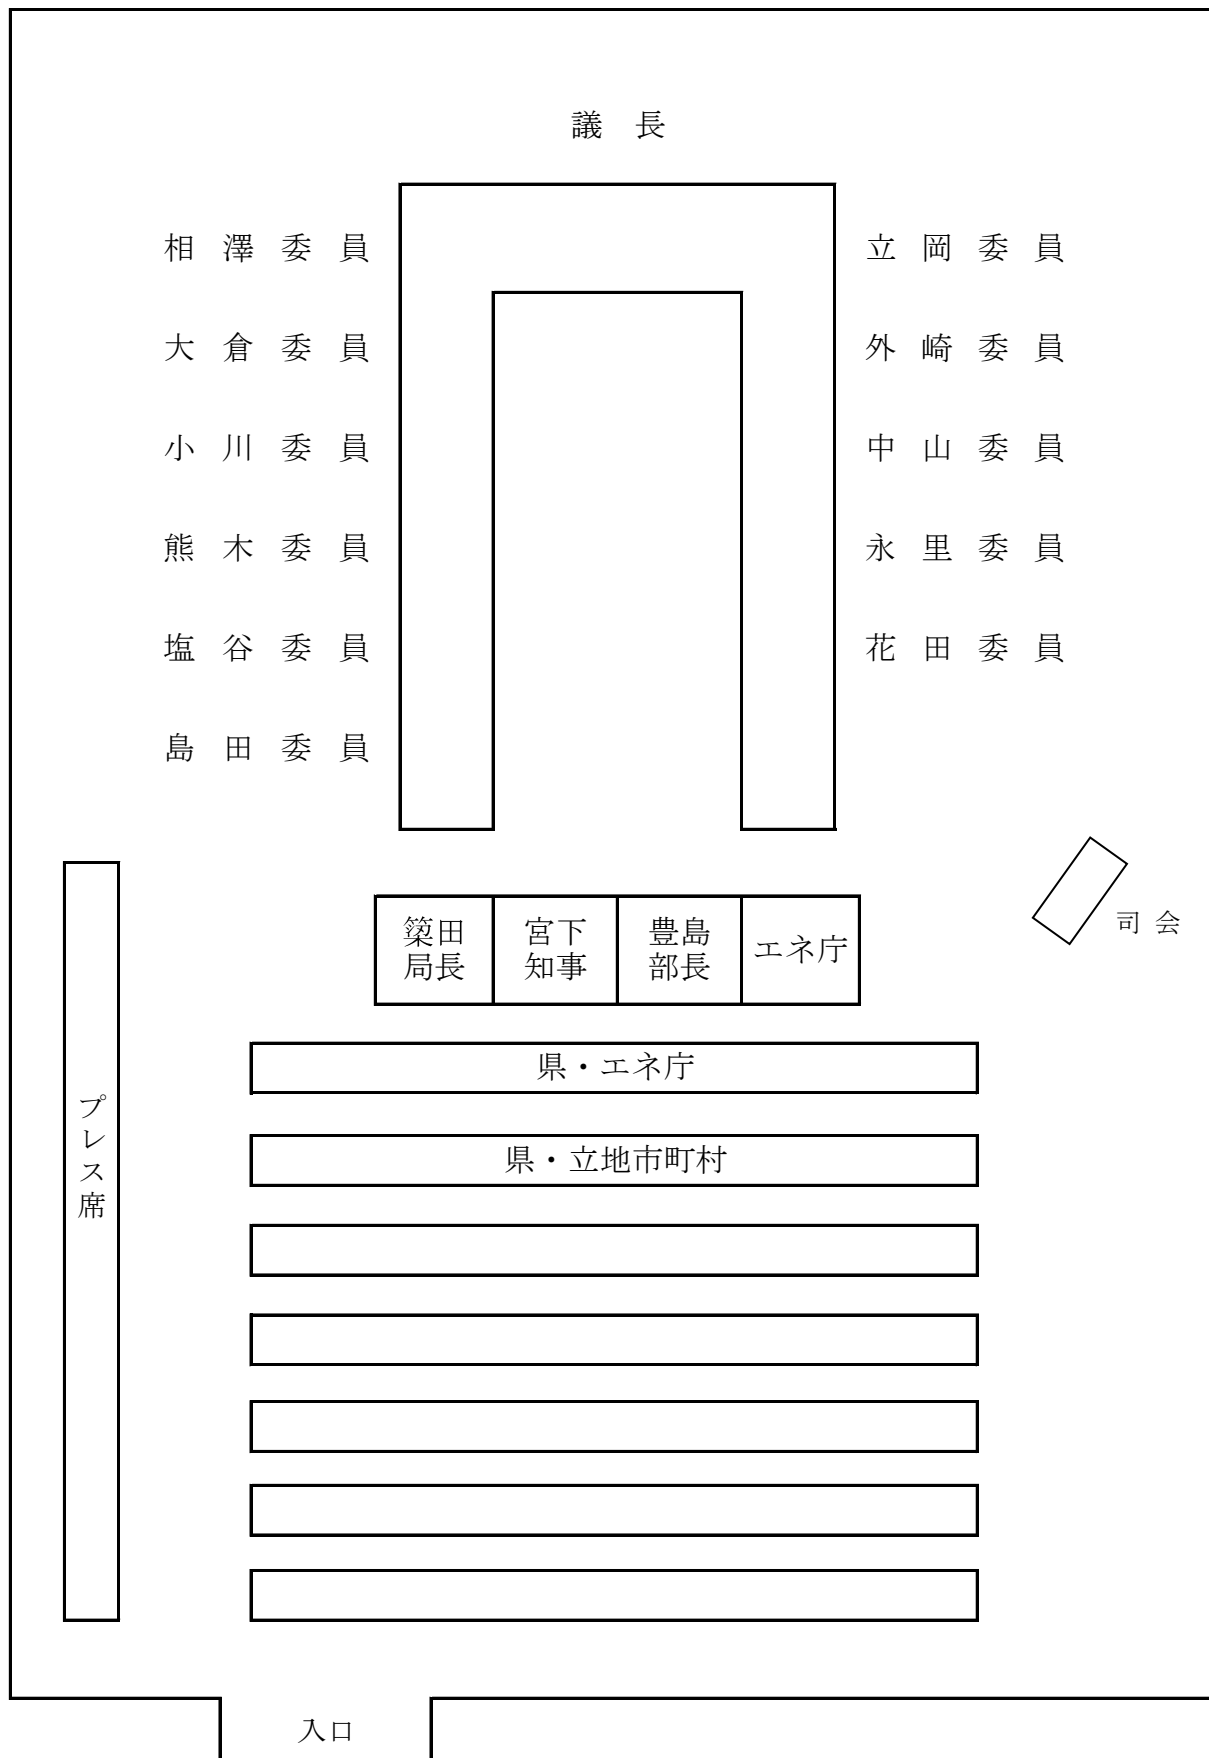 議 長
相 澤 委 員
立 岡 委 員
大 倉 委 員
外 崎 委 員
小 川 委 員
中 山 委 員
熊 木 委 員
永 里 委 員
塩 谷 委 員
花 田 委 員
島 田 委 員
司 会
簗田
局長
宮下
知事
豊島
部長
エネ庁
県・エネ庁
県・立地市町村
プレス席
入口